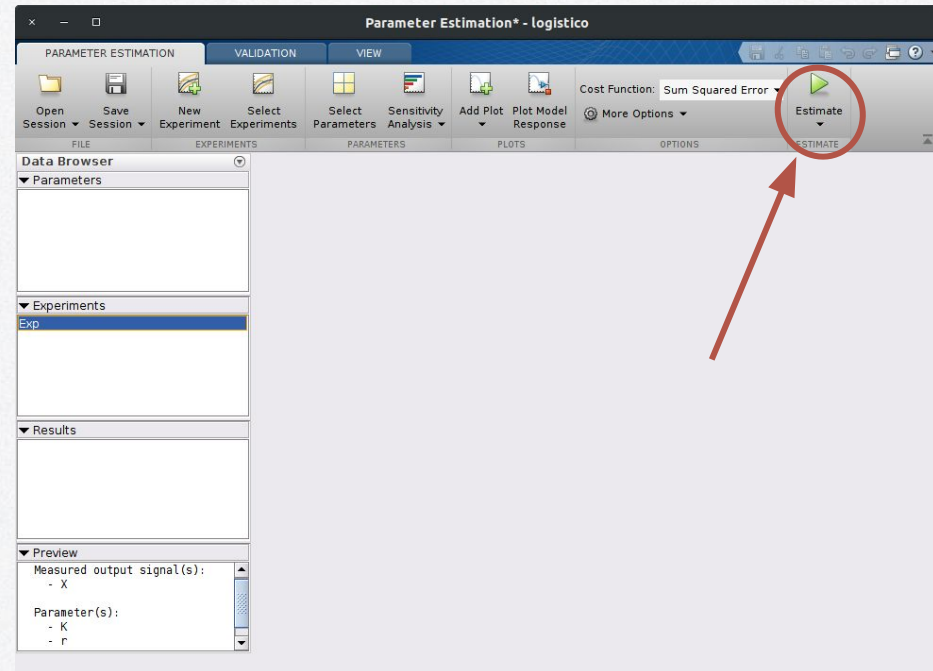 Parameter Estimation* - logistico
PARAMETER ESTIMATION VALIDATION VIEW
Open Session Save Session New Experiment Select Experiments Select Parameters Sensitivity Analysis Add Plot Plot Model Response Cost Function: Sum Squared Error More Options Estimate
FILE EXPERIMENTS PARAMETERS PLOTS OPTIONS ESTIMATE
Data Browser
Parameters
Experiments
Exp
Results
Preview
Measured output signal(s):
- X
Parameter(s):
- K
- r